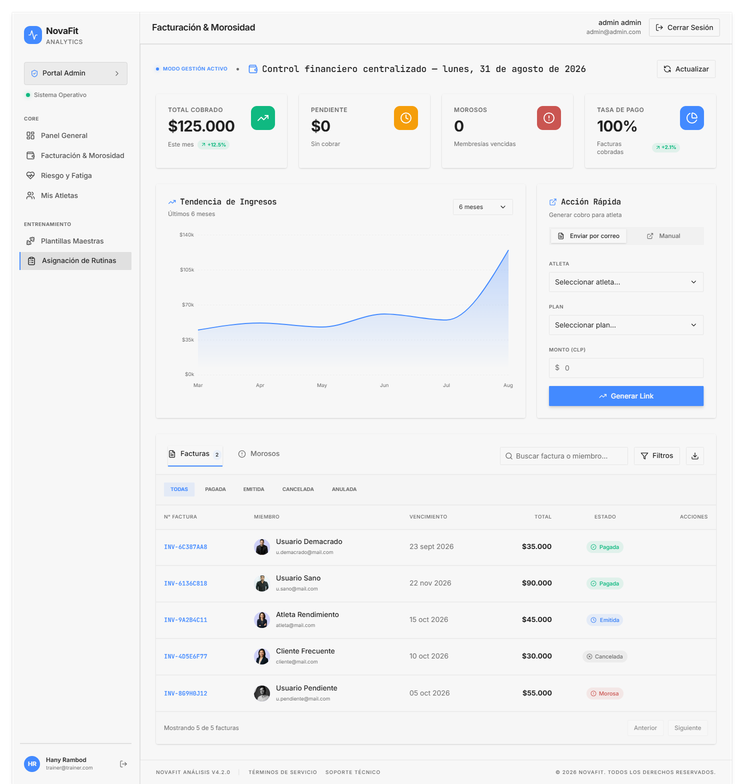 NovaFit
ANALYTICS
Portal Admin
Sistema Operativo
CORE
Panel General
Facturación & Morosidad
Riesgo y Fatiga
Mis Atletas
ENTRENAMIENTO
Plantillas Maestras
Asignación de Rutinas
HR
Hany Rambod
trainer@trainer.com
Facturación & Morosidad
admin admin
admin@admin.com
Cerrar Sesión
MODO GESTIÓN ACTIVO • Control financiero centralizado — lunes, 31 de agosto de 2026
Actualizar
TOTAL COBRADO
$125.000
Este mes +12.5%
PENDIENTE
$0
Sin cobrar
MOROSOS
0
Membresías vencidas
TASA DE PAGO
100%
Facturas cobradas +2.1%
Tendencia de Ingresos
Últimos 6 meses
6 meses
$140k
$105k
$70k
$35k
$0k
Mar Apr May Jun Jul Aug
Acción Rápida
Generar cobro para atleta
Enviar por correo Manual
ATLETA
Seleccionar atleta...
PLAN
Seleccionar plan...
MONTO (CLP)
$ 0
Generar Link
Facturas 2 Morosos
Buscar factura o miembro...
Filtros
TODAS PAGADA EMITIDA CANCELADA ANULADA
Nº FACTURA MIEMBRO VENCIMIENTO TOTAL ESTADO ACCIONES
INV-6C387AA8 Usuario Demacrado 23 sept 2026 $35.000 Pagada
u.demacrado@mail.com
INV-6136C818 Usuario Sano 22 nov 2026 $90.000 Pagada
u.sano@mail.com
INV-9A2B4C11 Atleta Rendimiento 15 oct 2026 $45.000 Emitida
atleta@mail.com
INV-4D5E6F77 Cliente Frecuente 10 oct 2026 $30.000 Cancelada
cliente@mail.com
INV-8G9H0J12 Usuario Pendiente 05 oct 2026 $55.000 Morosa
u.pendiente@mail.com
Mostrando 5 de 5 facturas
Anterior Siguiente
NOVAFIT ANÁLISIS V4.2.0 TÉRMINOS DE SERVICIO SOPORTE TÉCNICO
© 2026 NOVAFIT. TODOS LOS DERECHOS RESERVADOS.